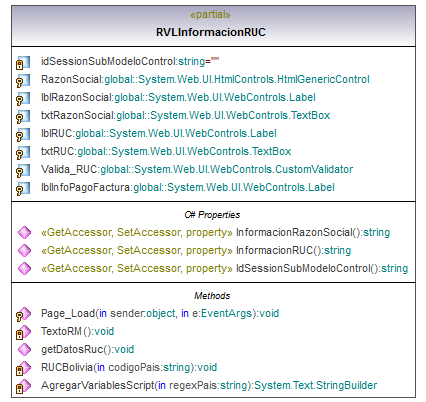 «partial»
RVLInformacionRUC
idSessionSubModeloControl:string=""
RazonSocial:global::System.Web.UI.HtmlControls.HtmlGenericControl
lblRazonSocial:global::System.Web.UI.WebControls.Label
txtRazonSocial:global::System.Web.UI.WebControls.TextBox
lblRUC:global::System.Web.UI.WebControls.Label
txtRUC:global::System.Web.UI.WebControls.TextBox
Valida_RUC:global::System.Web.UI.WebControls.CustomValidator
lblInfoPagoFactura:global::System.Web.UI.WebControls.Label
C# Properties
«GetAccessor, SetAccessor, property» InformacionRazonSocial():string
«GetAccessor, SetAccessor, property» InformacionRUC():string
«GetAccessor, SetAccessor, property» IdSessionSubModeloControl():string
Methods
Page_Load(in sender:object, in e:EventArgs):void
TextoRM():void
getDatosRuc():void
RUCBolivia(in codigoPais:string):void
AgregarVariablesScript(in regexPais:string):System.Text.StringBuilder